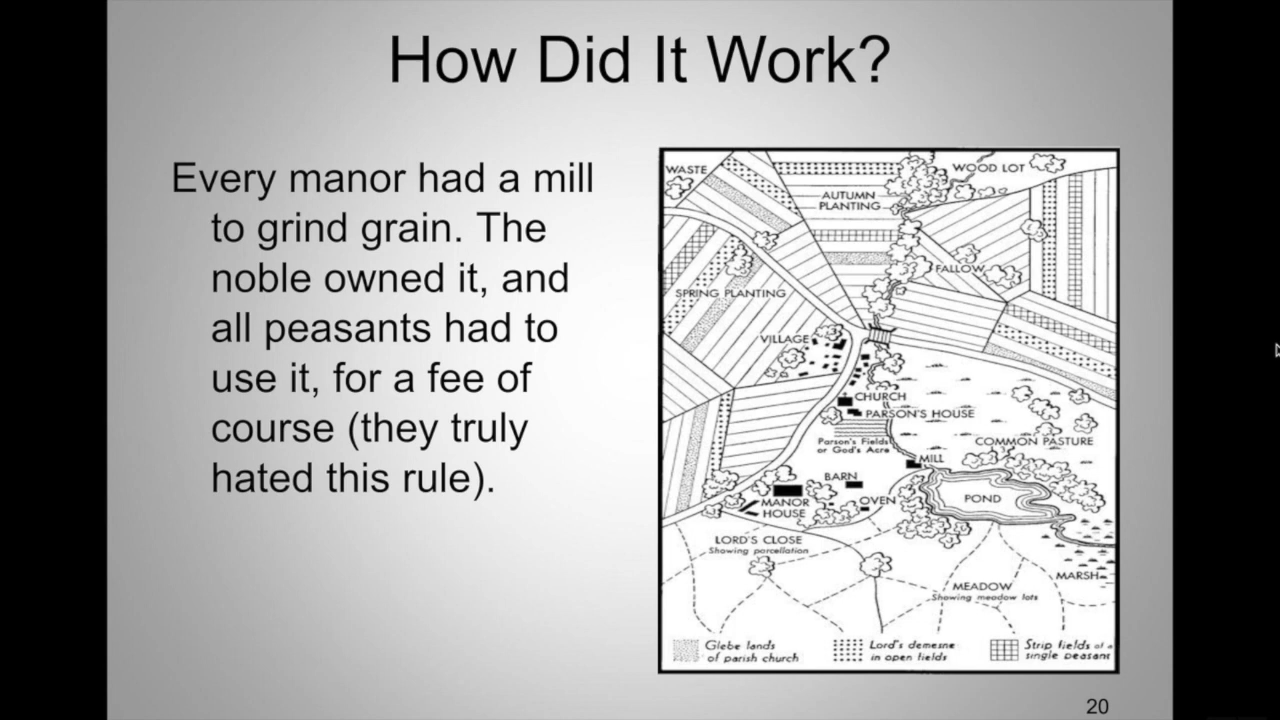 How Did It Work?
Every manor had a mill
to grind grain. The
noble owned it, and
all peasants had to
use it, for a fee of
course (they truly
hated this rule).
WASTE
WOOD LOT
AUTUMN
PLANTING
FALLOW
SPRING PLANTING
VILLAGE
CHURCH
PARSON'S HOUSE
Parson's Fields
or God's Acre
COMMON PASTURE
MILL
BARN
POND
OVEN
MANOR
HOUSE
LORD'S CLOSE
Showing parcellation
MARSH
MEADOW
Showing meadow lots
Glebe lands
of parish church
Lord's demesne
in open fields
Strip fields of a
single peasant
20